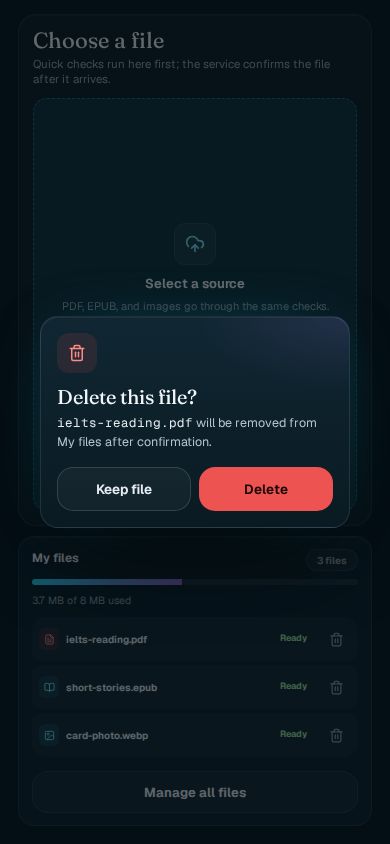 Choose a file
Quick checks run here first; the service confirms the file
after it arrives.
Select a source
PDF, EPUB, and images go through the same checks.
Delete this file?
ielts-reading.pdf will be removed from
My files after confirmation.
Keep file
Delete
My files
3 files
3.7 MB of 8 MB used
ielts-reading.pdf
Ready
short-stories.epub
Ready
card-photo.webp
Ready
Manage all files